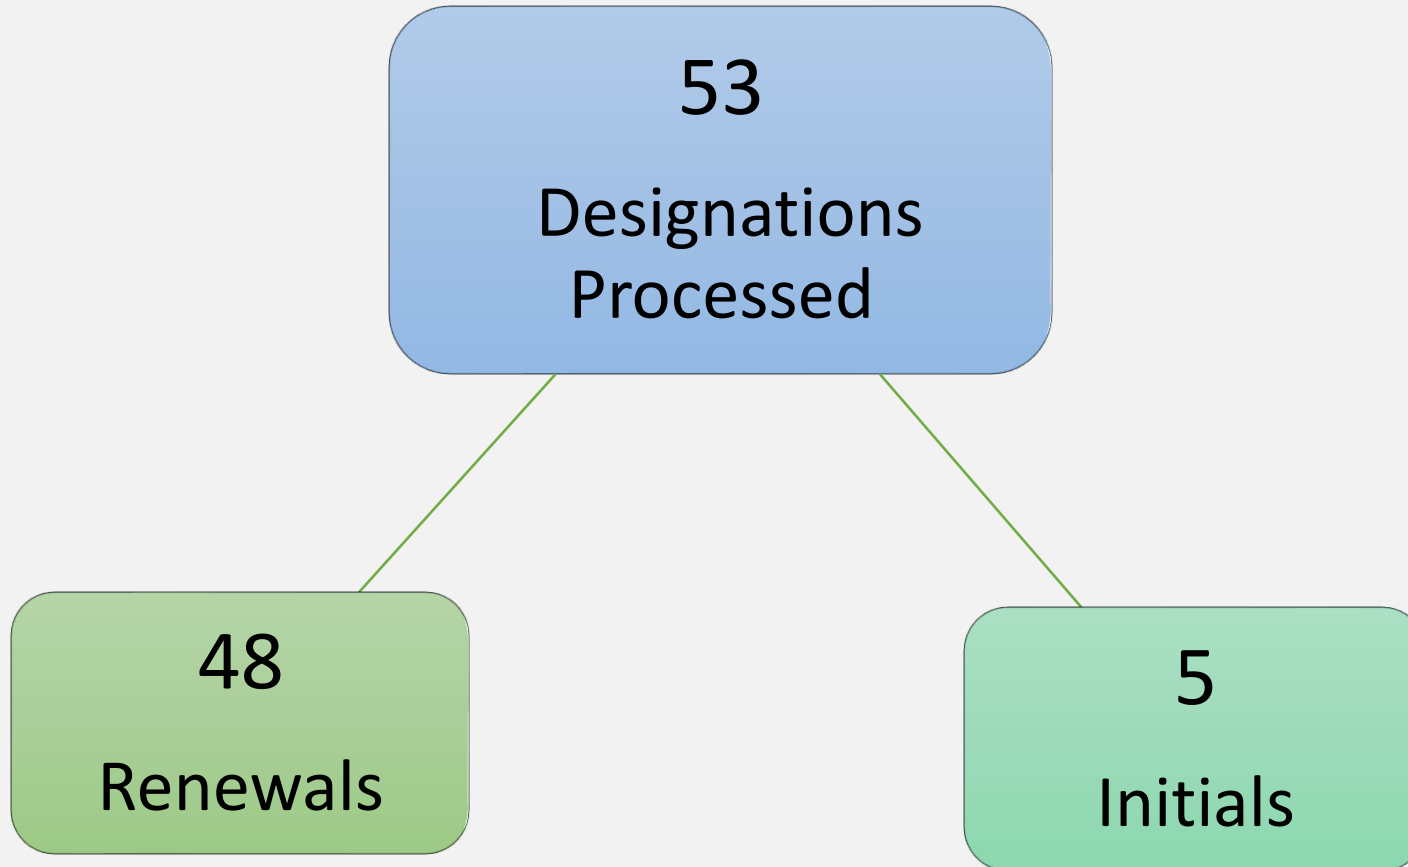 53
Designations
Processed
48
Renewals
5
Initials